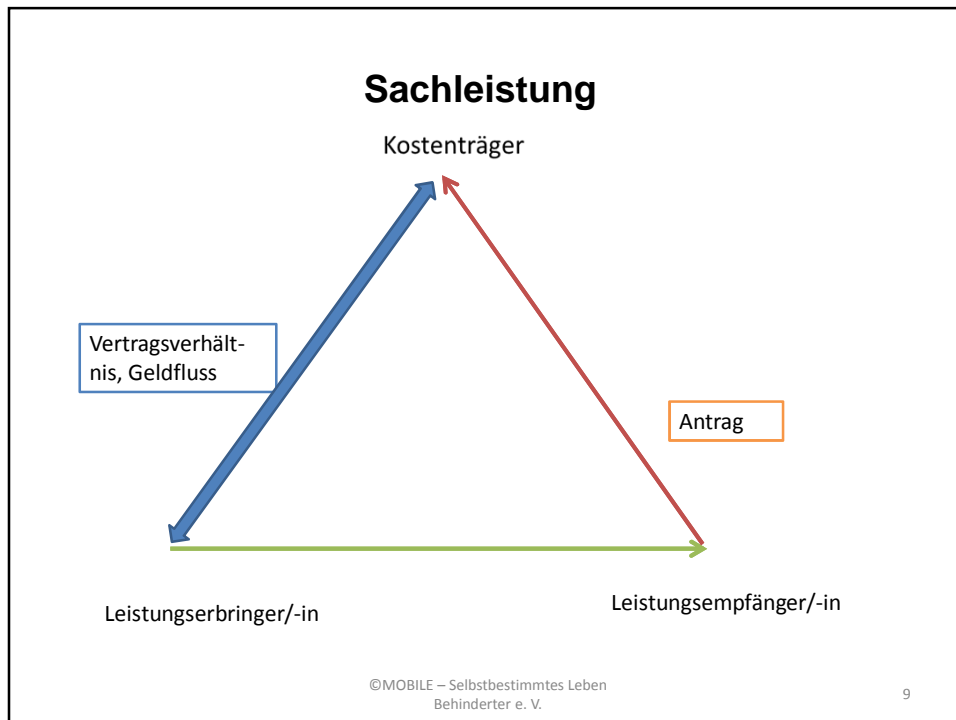 Sachleistung
Kostenträger
Vertragsverhält-
nis, Geldfluss
Antrag
Leistungserbringer/-in
Leistungsempfänger/-in
©MOBILE – Selbstbestimmtes Leben
Behinderter e. V.
9